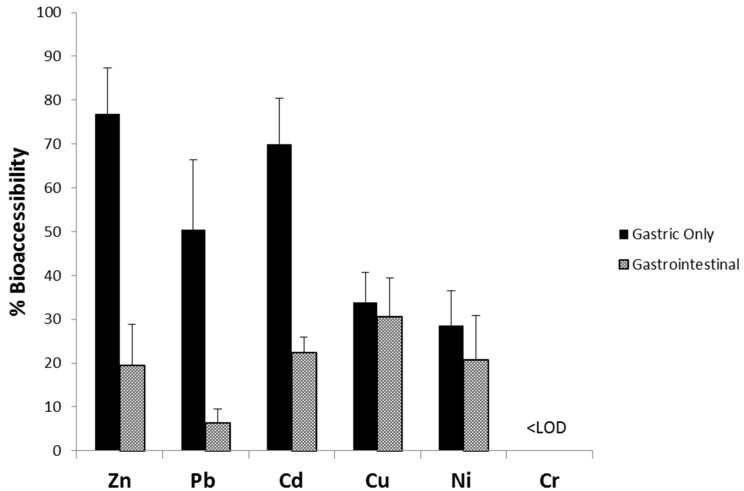 100
90
80
70
60
50
40
30
20
10
0
% Bioaccessibility
Zn Pb Cd Cu Ni Cr
<LOD
Gastric Only
Gastrointestinal